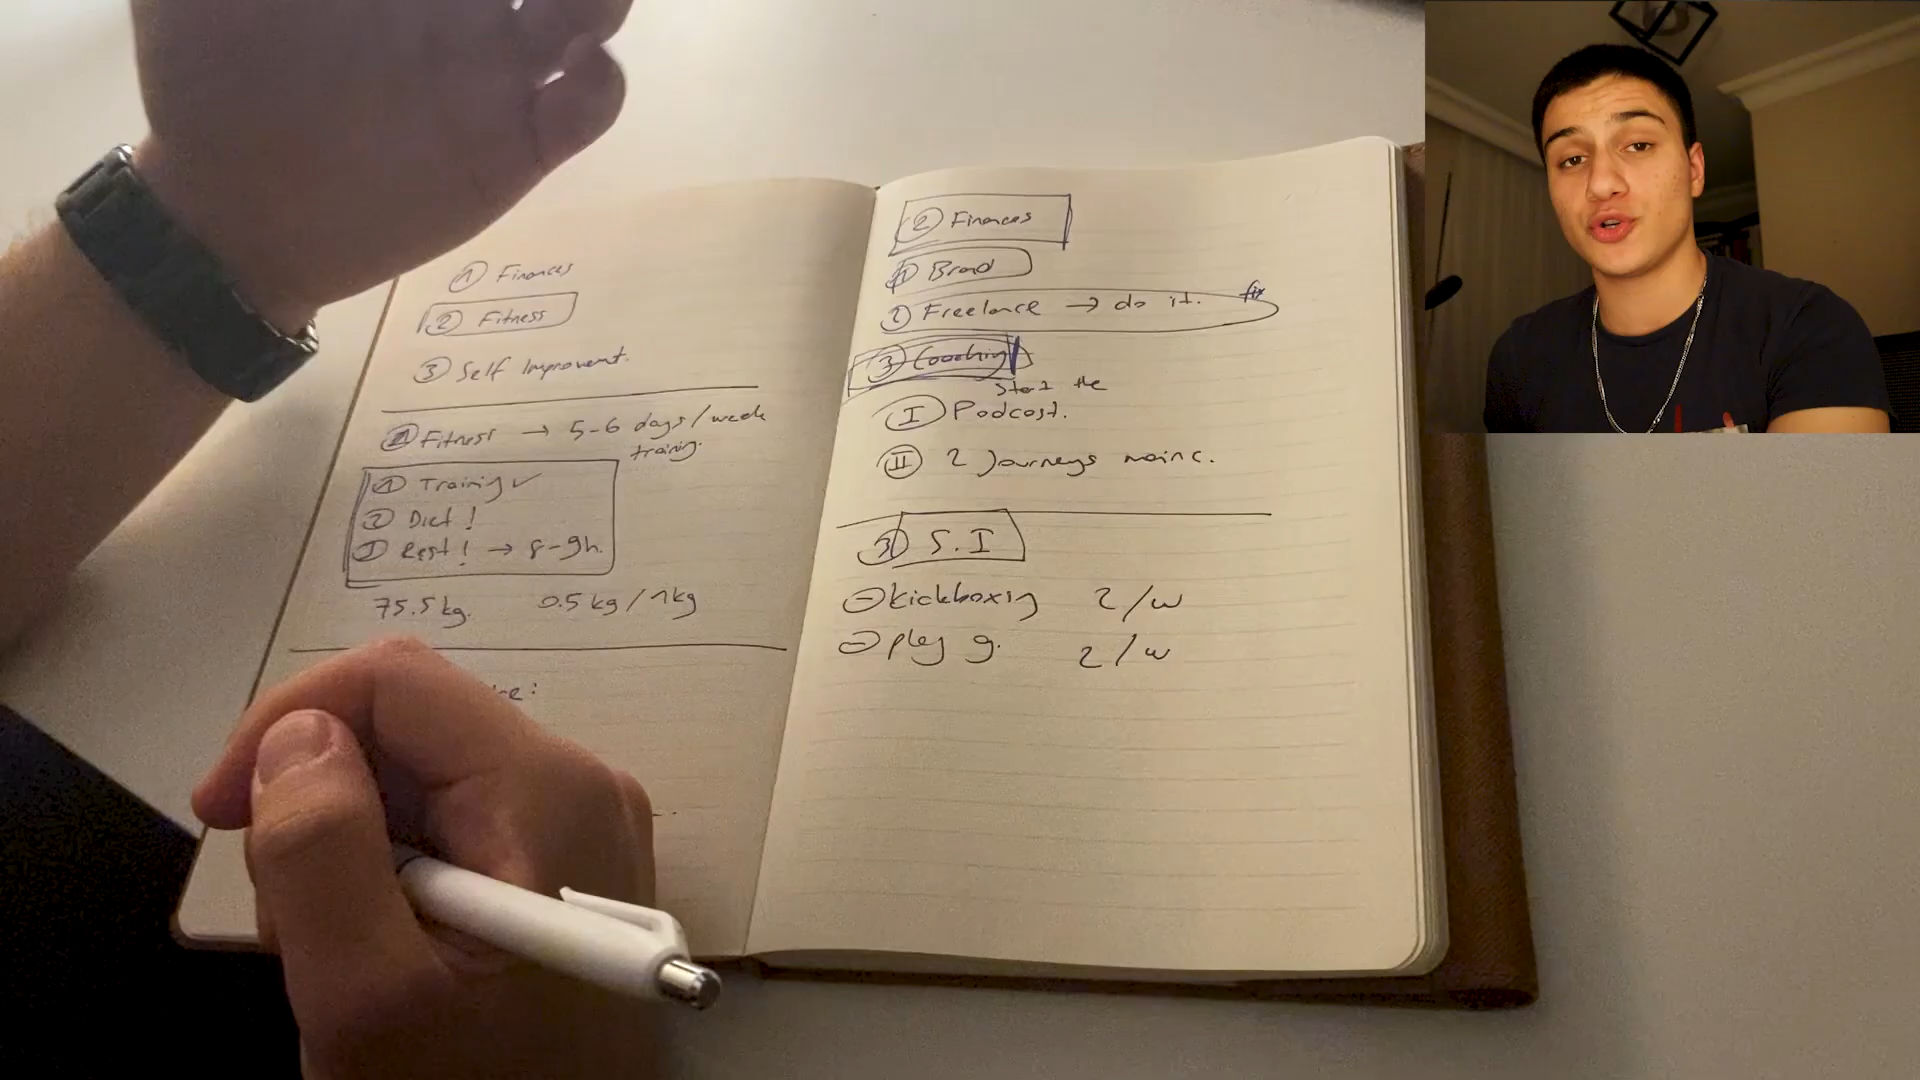 ① Finances
② Fitness
③ Self Improvement.
① Fitness → 5-6 days/week
training.
① Training ✓
② Diet !
③ Rest ! → 8-9h.
75.5 kg. 0.5 kg / 1kg
② Finances
① Brand
② Freelance → do it.
③ Coaching
Start the
I Podcast.
II 2 Journeys
③ S.I
kickboxing 2/w
play g. 2/w